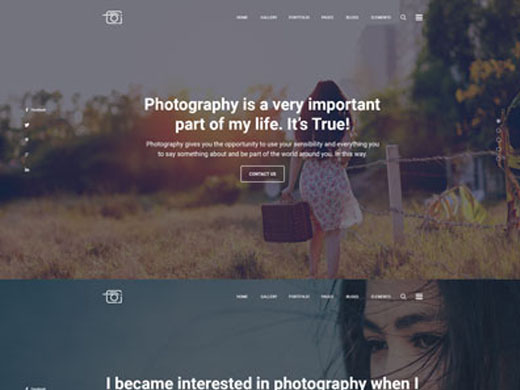 HOME GALLERY PORTFOLIO PAGES BLOGS ELEMENTS
Facebook
Photography is a very important
part of my life. It's True!
Photography gives you the opportunity to use your sensibility and everything you
to say something about and be part of the world around you. In this way.
CONTACT US
HOME GALLERY PORTFOLIO PAGES BLOGS ELEMENTS
Facebook
I became interested in photography when I